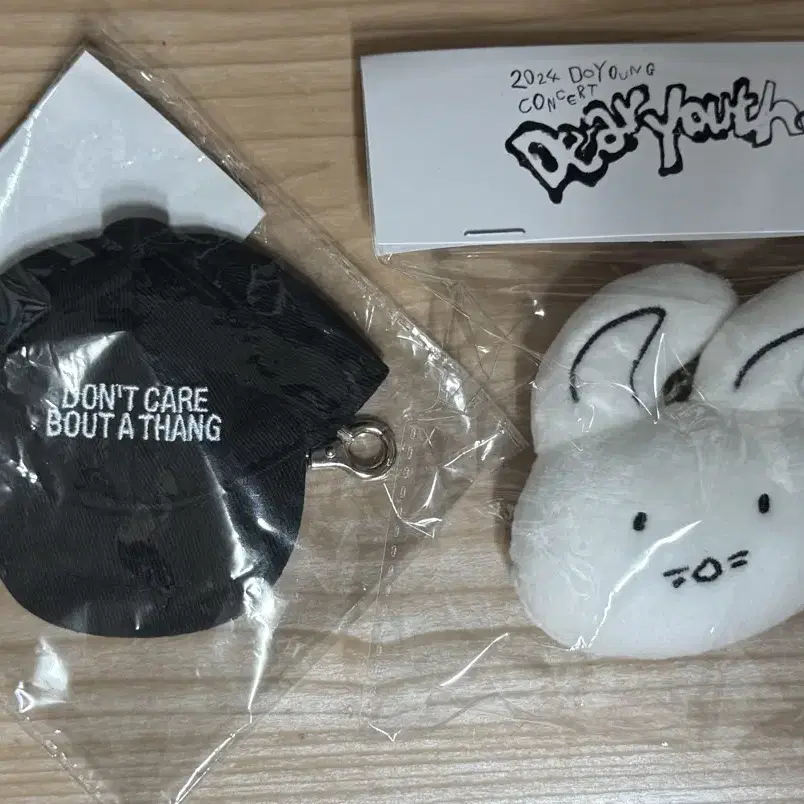 2024 DOYOUNG
CONCERT
Dear Youth
DON'T CARE
BOUT A THANG